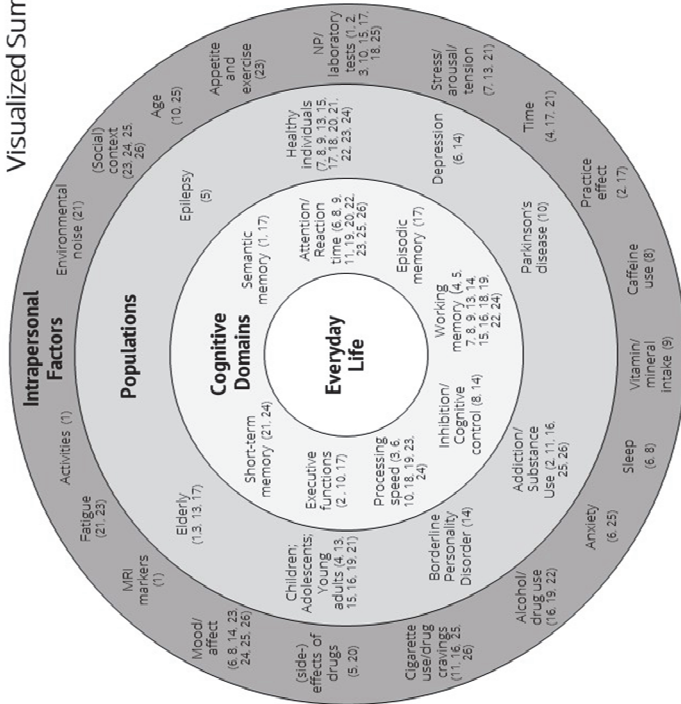 Visualized Sum
Intrapersonal
Factors
Activities (1)
Environmental
noise (21)
Fatigue
(21, 23)
(Social)
context
(23, 24, 25,
26)
MRI
markers
(1)
Age
(10, 25)
Mood/
affect
(6, 8, 14, 23,
24, 25, 26)
Appetite
and
exercise
(23)
(side-)
effects of
drugs
(5, 20)
NP/
laboratory
tests (1, 2,
3, 10, 15, 17,
18, 25)
Cigarette
use/drug
cravings
(11, 16, 25,
26)
Stress/
arousal/
tension
(7, 13, 21)
Alcohol/
drug use
(16, 19, 22)
Time
(4, 17, 21)
Anxiety
(6, 25)
Practice
effect
(2, 17)
Sleep
(6, 8)
Vitamin/
mineral
intake (9)
Caffeine
use (8)
Populations
Elderly
(1,3, 13, 17)
Epilepsy
(5)
Children;
Adolescents;
Young
adults (4, 13,
15, 16, 19, 21)
Healthy
individuals
(7, 8, 9, 13, 15,
17, 18, 20, 21,
22, 23, 24)
Borderline
Personality
Disorder (14)
Depression
(6, 14)
Addiction/
Substance
Use (2, 11, 16,
25, 26)
Parkinson's
disease (10)
Cognitive
Domains
Short-term
memory (21, 24)
Semantic
memory (1, 17)
Executive
functions
(2 , 10, 17)
Attention/
Reaction
time (6, 8, 9,
11, 19, 20, 22,
23, 25, 26)
Processing
speed (3, 6,
10, 18, 19, 23,
24)
Episodic
memory (17)
Inhibition/
Cognitive
control (8, 14)
Working
memory (4, 5,
7, 8, 9, 13, 14,
15, 16, 18, 19,
22, 24)
Everyday
Life